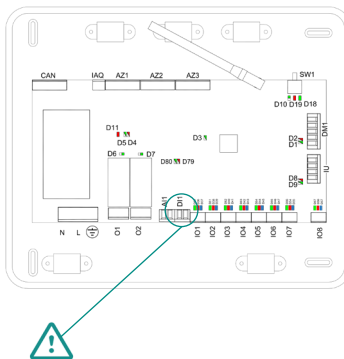 SW1
CAN IAQ AZ1 AZ2 AZ3
D10 D19 D18
DM1
D11
D5 D4
D3
D2
D1
D6 D7
D80 D79
IU
D8
D9
AI1
DI1
N L O1 O2 IO1 IO2 IO3 IO4 IO5 IO6 IO7 IO8